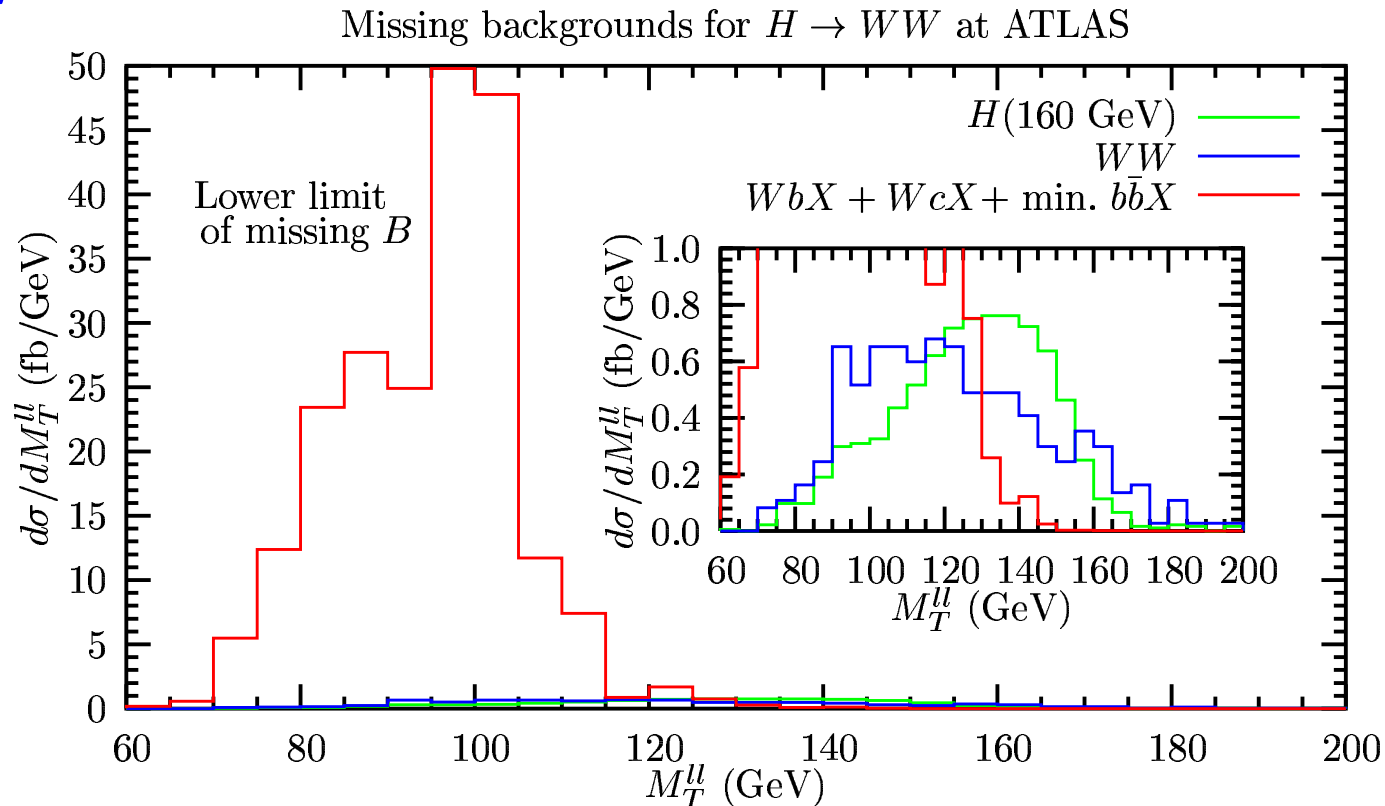 Missing backgrounds for H → WW at ATLAS
50
45
40
35
30
25
20
15
10
5
0
dσ/dM_T^{ll} (fb/GeV)
Lower limit
of missing B
H(160 GeV)
WW
WbX + WcX+ min. bb̄X
1.0
0.8
0.6
0.4
0.2
0.0
dσ/dM_T^{ll} (fb/GeV)
60 80 100 120 140 160 180 200
M_T^{ll} (GeV)
60 80 100 120 140 160 180 200
M_T^{ll} (GeV)